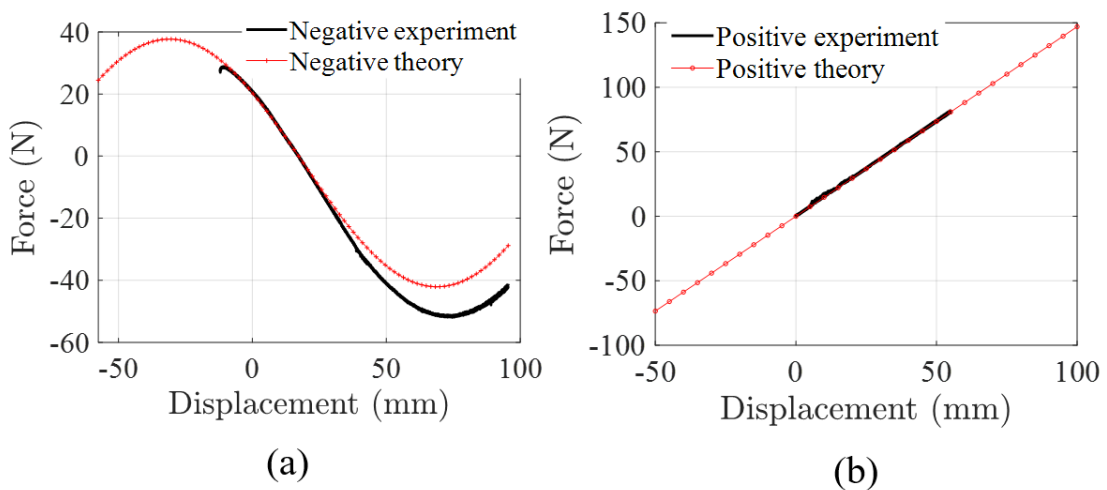 40
20
0
-20
-40
-60
-50
0
50
100
Force (N)
Displacement (mm)
Negative experiment
Negative theory
(a)
150
100
50
0
-50
-100
-50
0
50
100
Force (N)
Displacement (mm)
Positive experiment
Positive theory
(b)